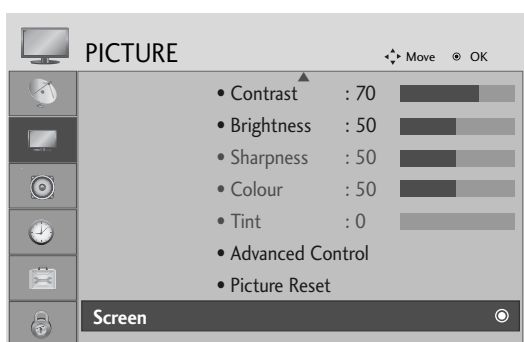 PICTURE Move OK
• Contrast : 70
• Brightness : 50
• Sharpness : 50
• Colour : 50
• Tint : 0
• Advanced Control
• Picture Reset
Screen